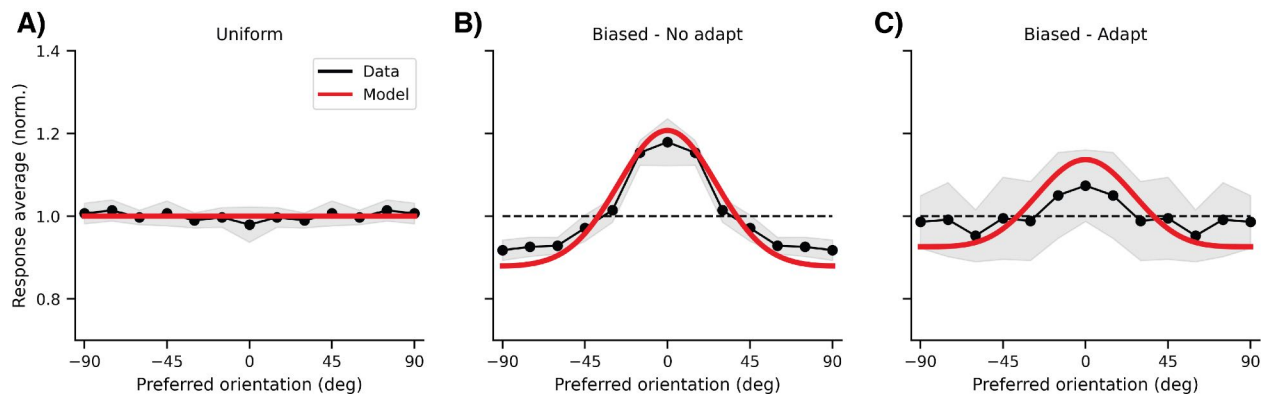 A)
Uniform
1.4
1.2
1.0
0.8
Response average (norm.)
Data
Model
−90
−45
0
45
90
Preferred orientation (deg)
B)
Biased - No adapt
−90
−45
0
45
90
Preferred orientation (deg)
C)
Biased - Adapt
−90
−45
0
45
90
Preferred orientation (deg)